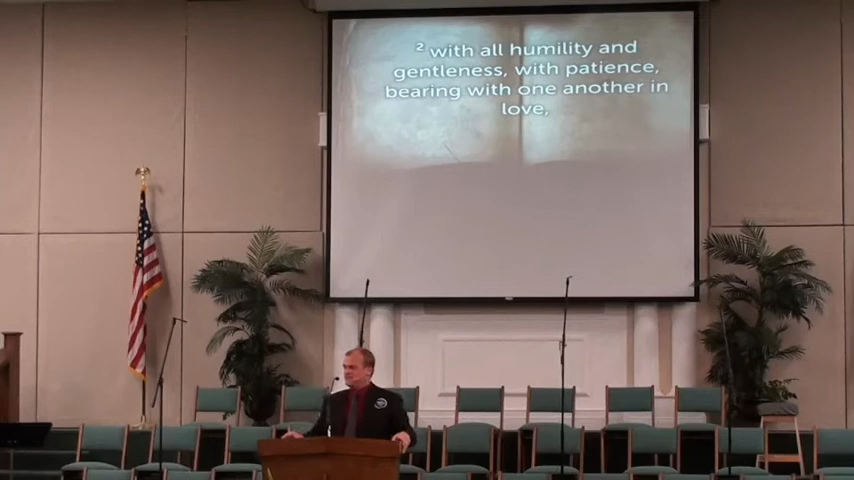 ² with all humility and
gentleness, with patience,
bearing with one another in
love,